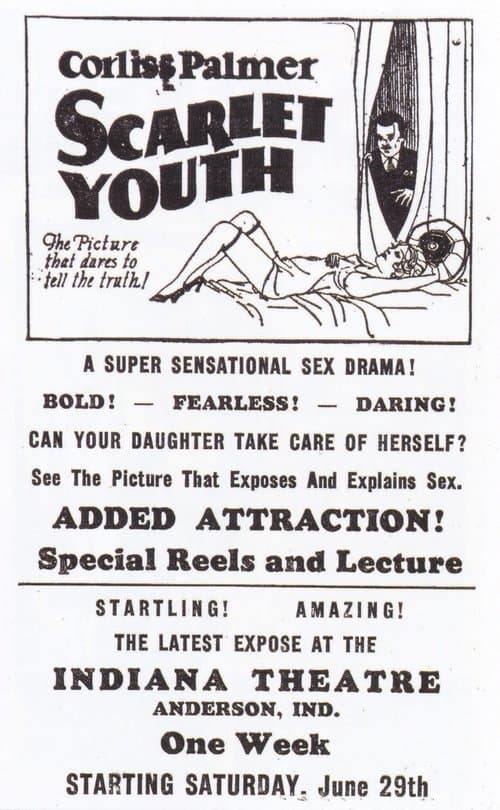 Corliss Palmer
SCARLET
YOUTH
The Picture
that dares to
tell the truth!
A SUPER SENSATIONAL SEX DRAMA!
BOLD! — FEARLESS! — DARING!
CAN YOUR DAUGHTER TAKE CARE OF HERSELF?
See The Picture That Exposes And Explains Sex.
ADDED ATTRACTION!
Special Reels and Lecture
STARTLING! AMAZING!
THE LATEST EXPOSE AT THE
INDIANA THEATRE
ANDERSON, IND.
One Week
STARTING SATURDAY. June 29th